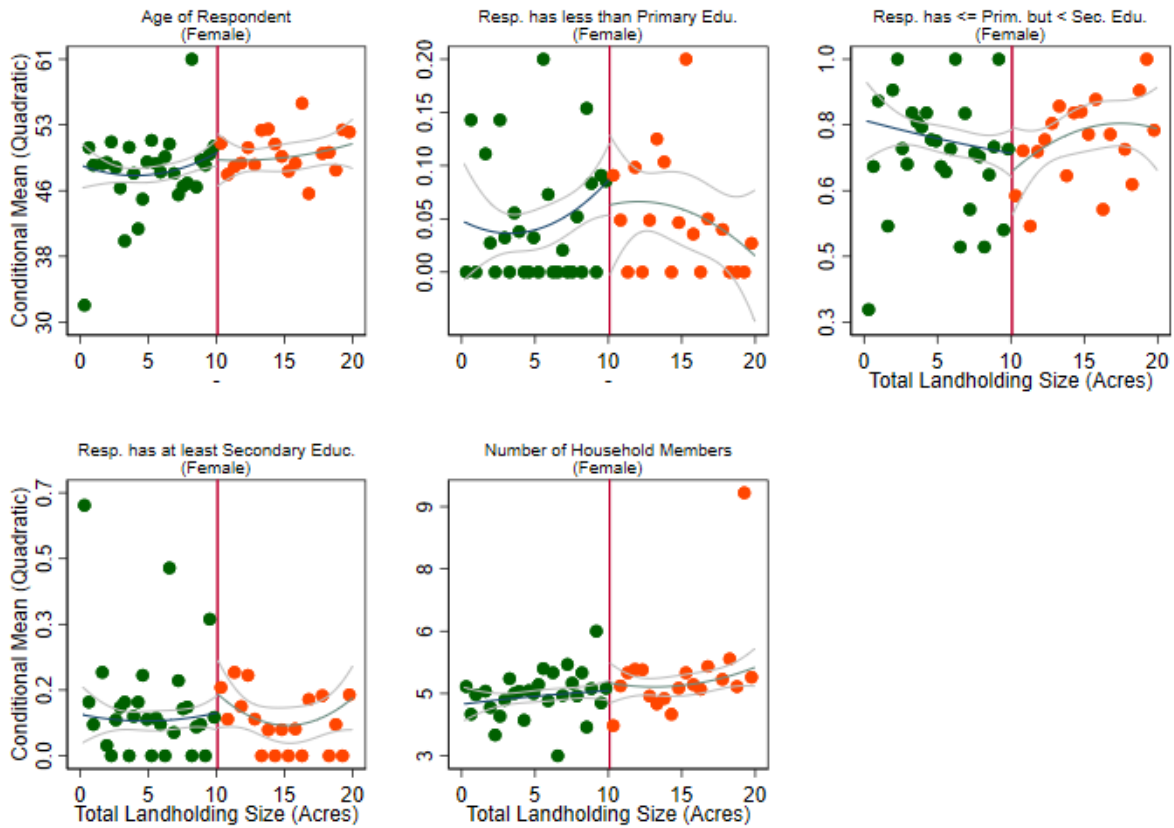 Age of Respondent
(Female)
Resp. has less than Primary Edu.
(Female)
Resp. has <= Prim. but < Sec. Edu.
(Female)
Conditional Mean (Quadratic)
61
53
46
38
30
0 5 10 15 20
-
0.20
0.15
0.10
0.05
0.00
0 5 10 15 20
-
1.0
0.8
0.6
0.5
0.3
0 5 10 15 20
Total Landholding Size (Acres)
Resp. has at least Secondary Educ.
(Female)
Number of Household Members
(Female)
Conditional Mean (Quadratic)
0.7
0.5
0.3
0.2
0.0
0 5 10 15 20
Total Landholding Size (Acres)
9
8
6
5
3
0 5 10 15 20
Total Landholding Size (Acres)